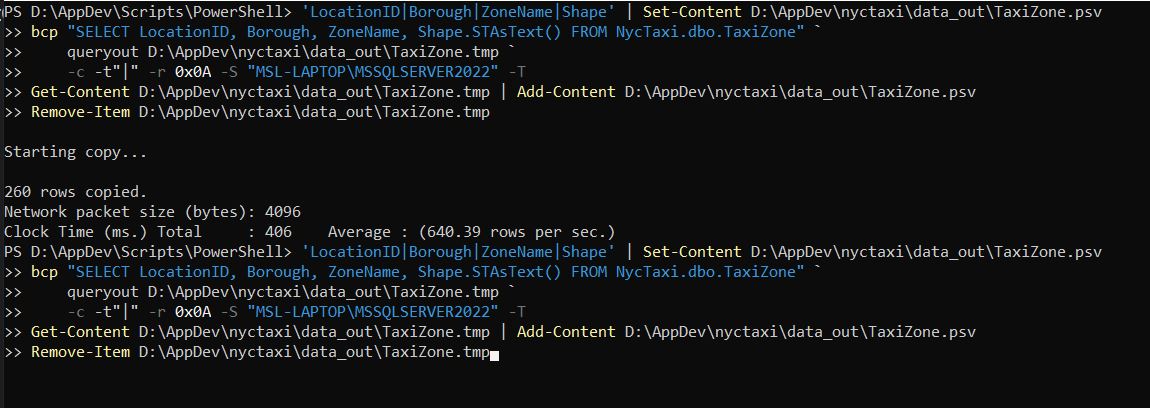 PS D:\AppDev\Scripts\PowerShell> 'LocationID|Borough|ZoneName|Shape' | Set-Content D:\AppDev\nyctaxi\data_out\TaxiZone.psv
>> bcp "SELECT LocationID, Borough, ZoneName, Shape.STAsText() FROM NycTaxi.dbo.TaxiZone" `
>>     queryout D:\AppDev\nyctaxi\data_out\TaxiZone.tmp `
>>     -c -t"|" -r 0x0A -S "MSL-LAPTOP\MSSQLSERVER2022" -T
>> Get-Content D:\AppDev\nyctaxi\data_out\TaxiZone.tmp | Add-Content D:\AppDev\nyctaxi\data_out\TaxiZone.psv
>> Remove-Item D:\AppDev\nyctaxi\data_out\TaxiZone.tmp
Starting copy...
260 rows copied.
Network packet size (bytes): 4096
Clock Time (ms.) Total     : 406    Average : (640.39 rows per sec.)
PS D:\AppDev\Scripts\PowerShell> 'LocationID|Borough|ZoneName|Shape' | Set-Content D:\AppDev\nyctaxi\data_out\TaxiZone.psv
>> bcp "SELECT LocationID, Borough, ZoneName, Shape.STAsText() FROM NycTaxi.dbo.TaxiZone" `
>>     queryout D:\AppDev\nyctaxi\data_out\TaxiZone.tmp `
>>     -c -t"|" -r 0x0A -S "MSL-LAPTOP\MSSQLSERVER2022" -T
>> Get-Content D:\AppDev\nyctaxi\data_out\TaxiZone.tmp | Add-Content D:\AppDev\nyctaxi\data_out\TaxiZone.psv
>> Remove-Item D:\AppDev\nyctaxi\data_out\TaxiZone.tmp